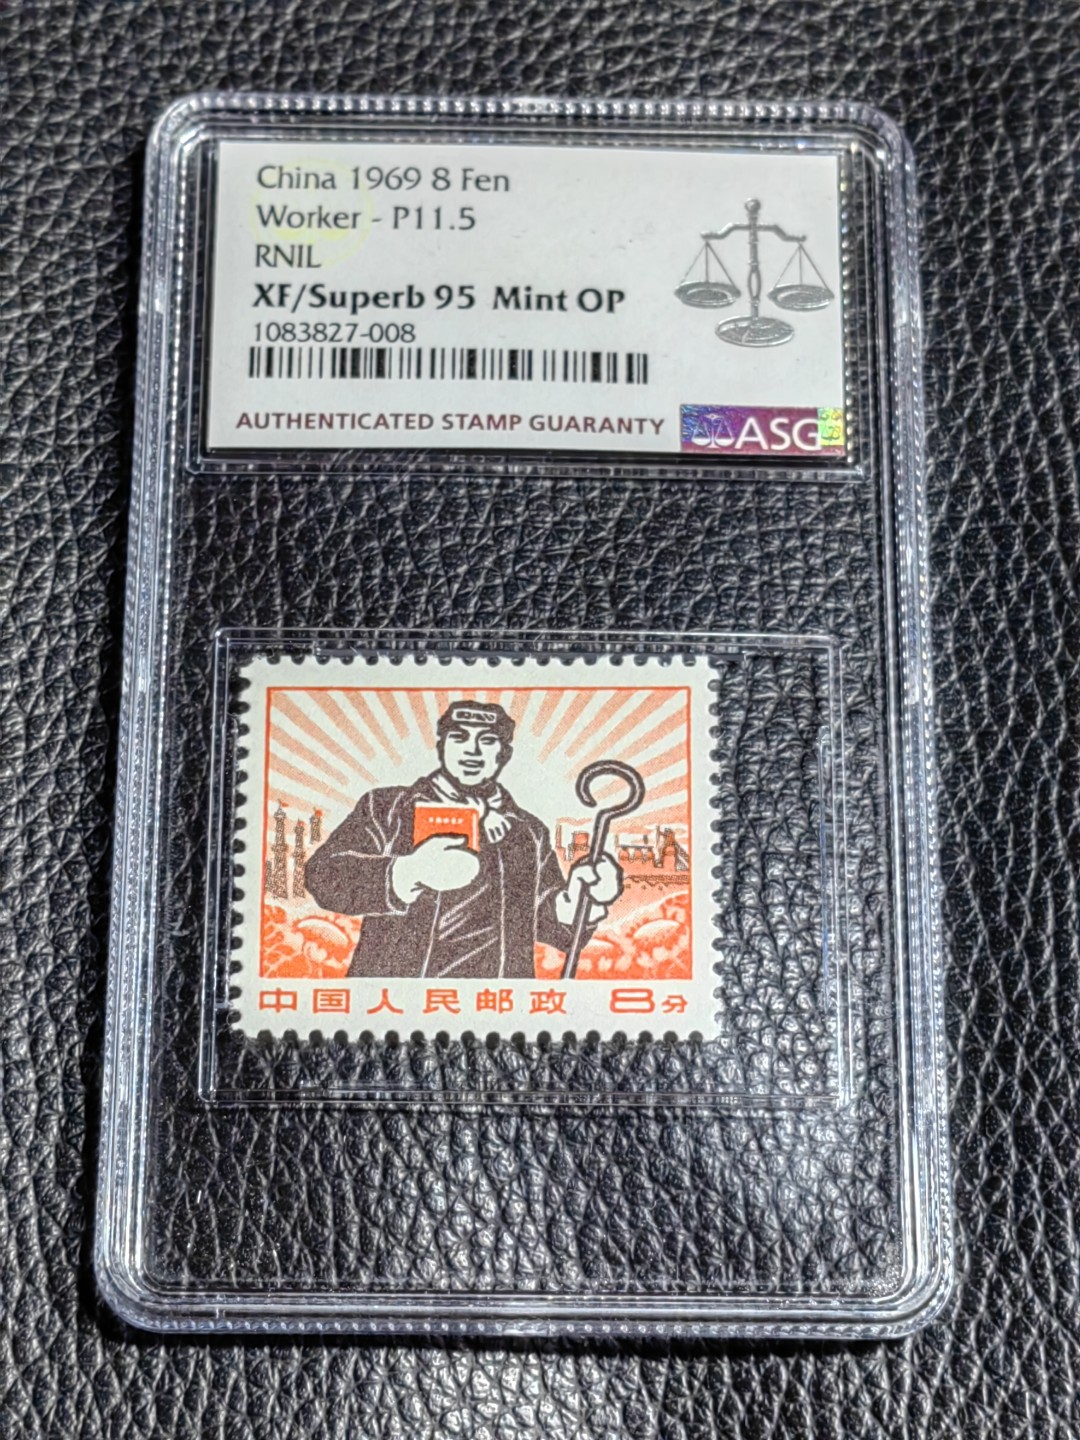 China 1969 8 Fen
Worker - P11.5
RNIL
XF/Superb 95 Mint OP
1083827-008
AUTHENTICATED STAMP GUARANTY
ASG
中国人民邮政 8分